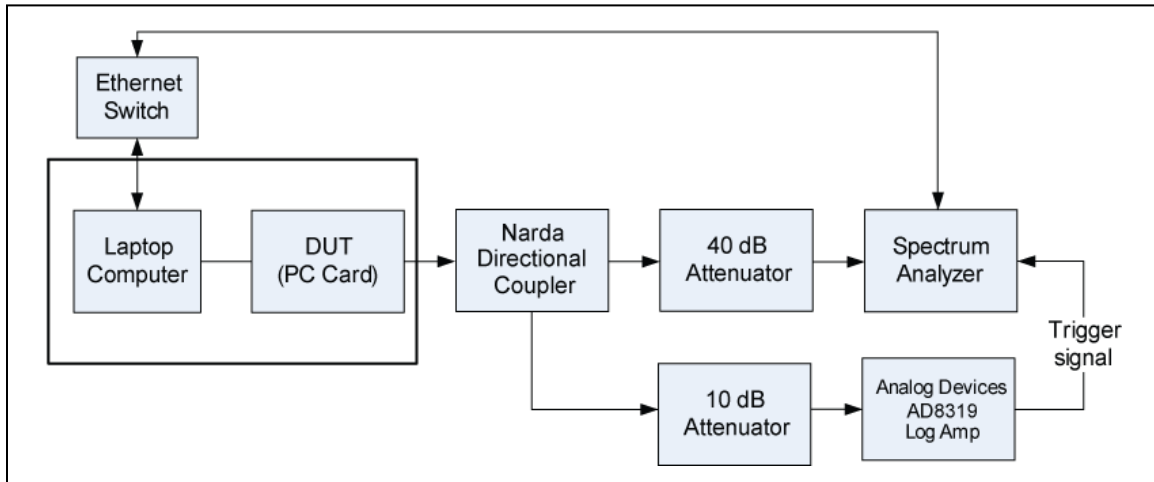 Ethernet
Switch
Laptop
Computer
DUT
(PC Card)
Narda
Directional
Coupler
40 dB
Attenuator
Spectrum
Analyzer
Trigger
signal
10 dB
Attenuator
Analog Devices
AD8319
Log Amp